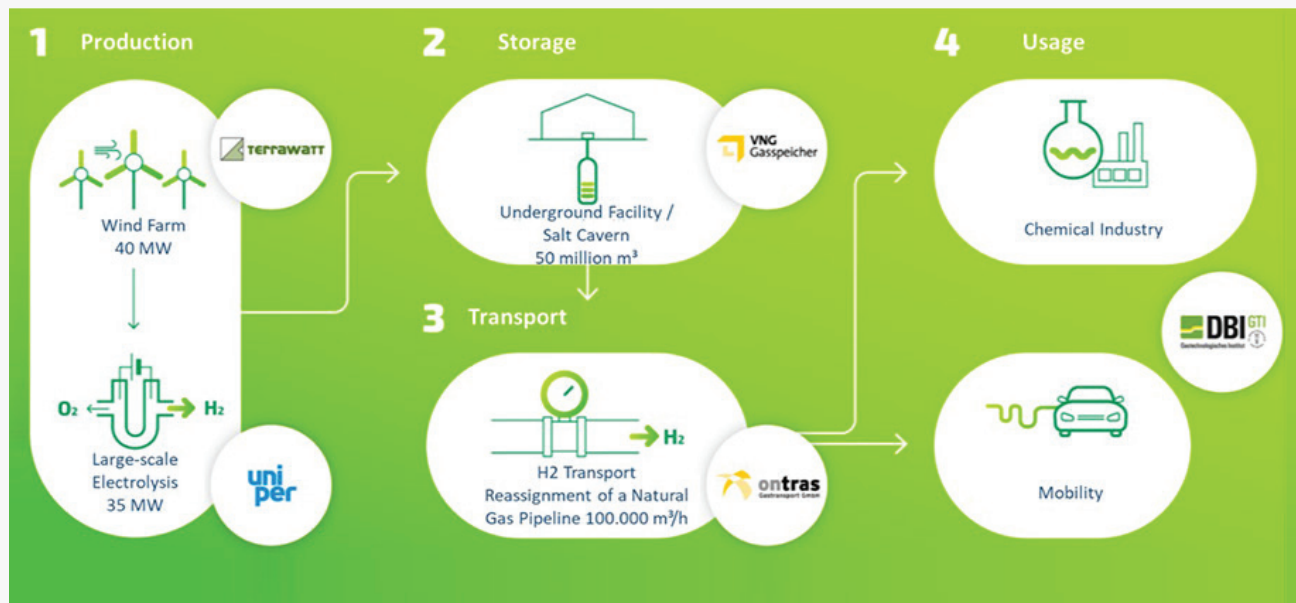 1 Production
TERRAWATT
Wind Farm
40 MW
O₂
H₂
Large-scale
Electrolysis
35 MW
uni
per
2 Storage
VNG
Gasspeicher
Underground Facility /
Salt Cavern
50 million m³
3 Transport
H₂
H2 Transport
Reassignment of a Natural
Gas Pipeline 100.000 m³/h
ontras
Gastransport GmbH
4 Usage
Chemical Industry
DBI GTI
Gastechnologisches Institut
Mobility